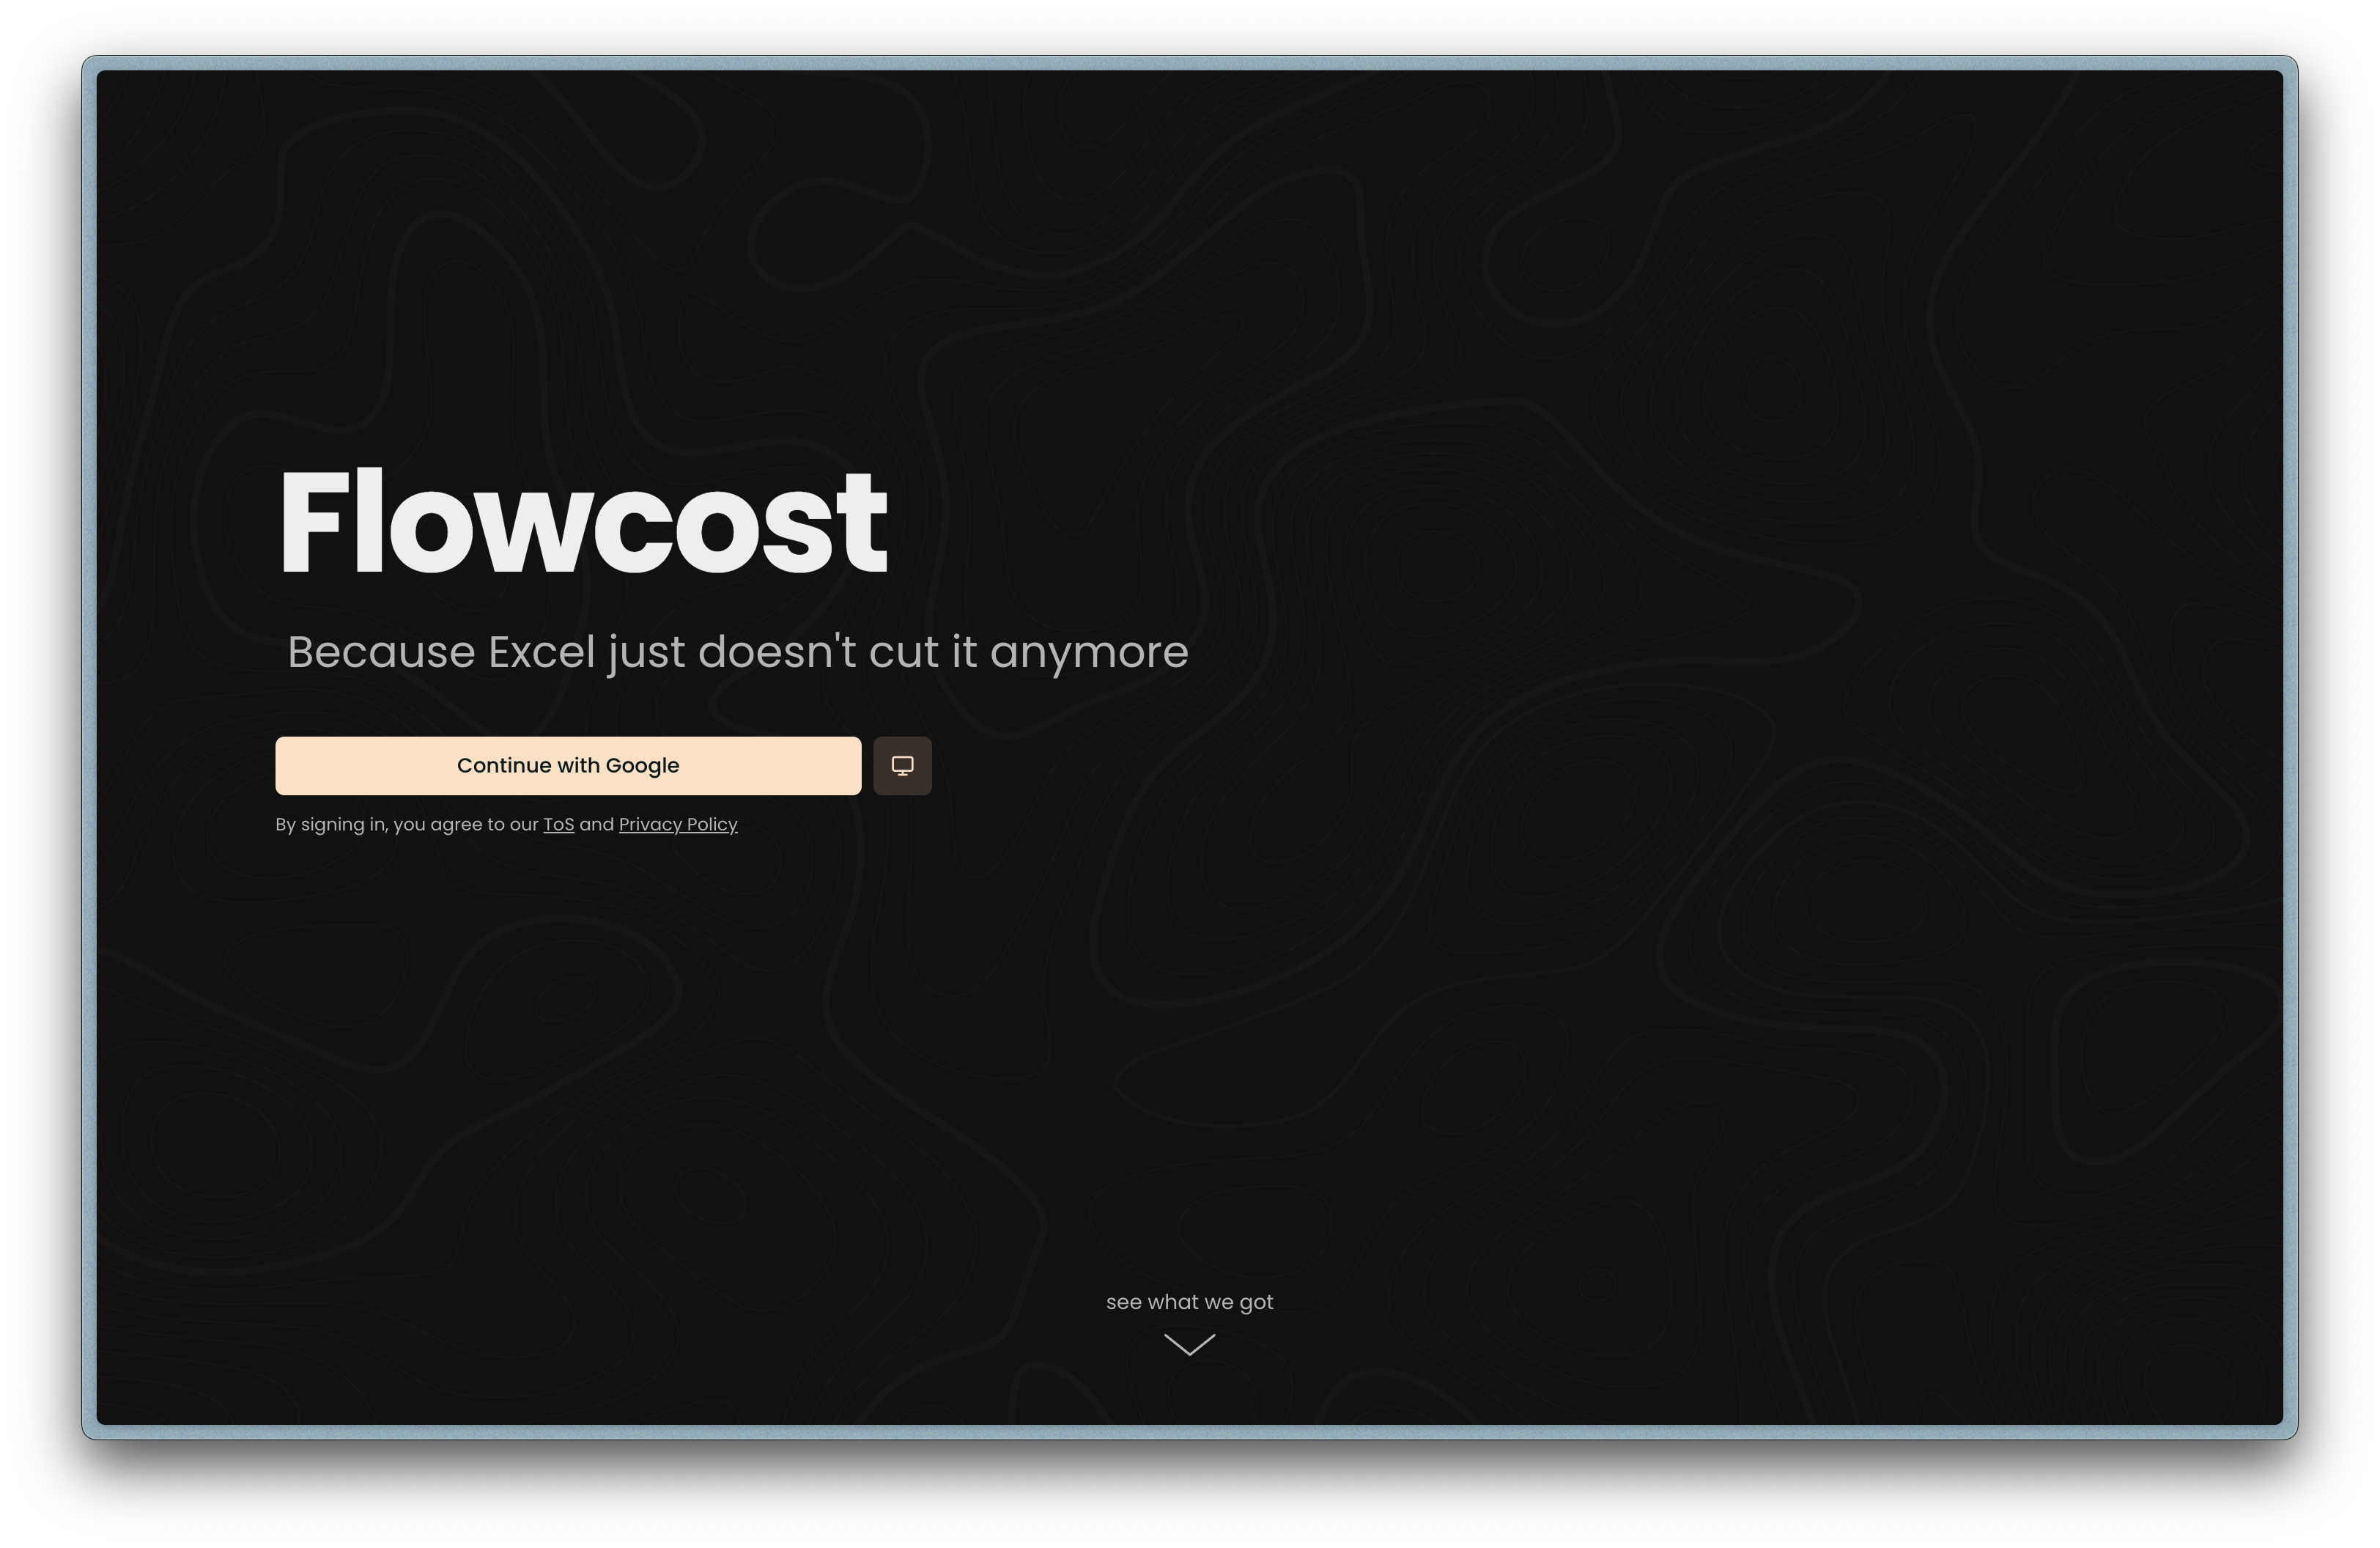 Flowcost
Because Excel just doesn't cut it anymore
Continue with Google
By signing in, you agree to our ToS and Privacy Policy
see what we got